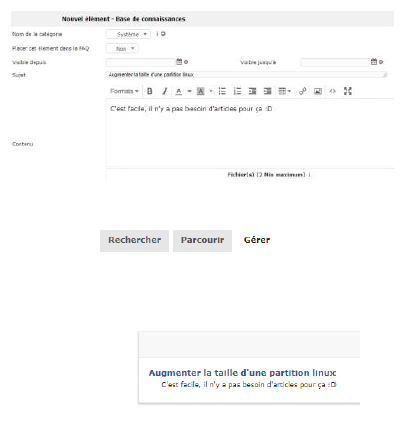 Nouvel élément - Base de connaissances
Nom de la catégorie Système
Placer cet élément dans la FAQ Non
Visible depuis Visible jusqu'à
Sujet Augmenter la taille d'une partition linux
Formats B I A A
C'est facile, il n'y a pas besoin d'articles pour ça :D
Contenu
Fichier(s) (2 Mio maximum) i
Rechercher Parcourir Gérer
Augmenter la taille d'une partition linux
C'est facile, il n'y a pas besoin d'articles pour ça :D